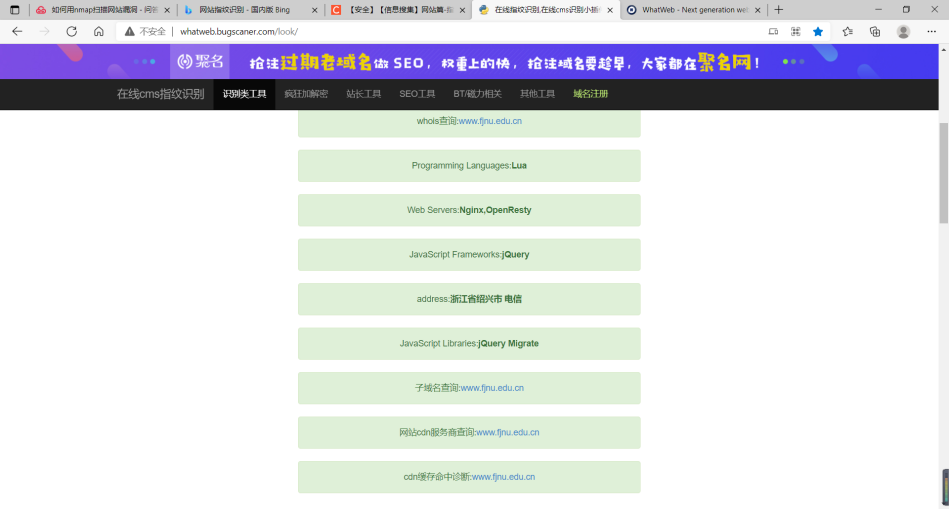 如何用nmap扫描网站漏洞 - 问答
网站指纹识别 - 国内版 Bing
【安全】【信息搜集】网站篇-指
在线指纹识别,在线cms识别小插件
WhatWeb - Next generation web
不安全 whatweb.bugscaner.com/look/
聚名 抢注过期老域名做 SEO，权重上的快，抢注域名要趁早，大家都在聚名网！
在线cms指纹识别 识别类工具 疯狂加解密 站长工具 SEO工具 BT/磁力相关 其他工具 域名注册
whois查询:www.fjnu.edu.cn
Programming Languages:Lua
Web Servers:Nginx,OpenResty
JavaScript Frameworks:jQuery
address:浙江省绍兴市 电信
JavaScript Libraries:jQuery Migrate
子域名查询:www.fjnu.edu.cn
网站cdn服务商查询:www.fjnu.edu.cn
cdn缓存命中诊断:www.fjnu.edu.cn